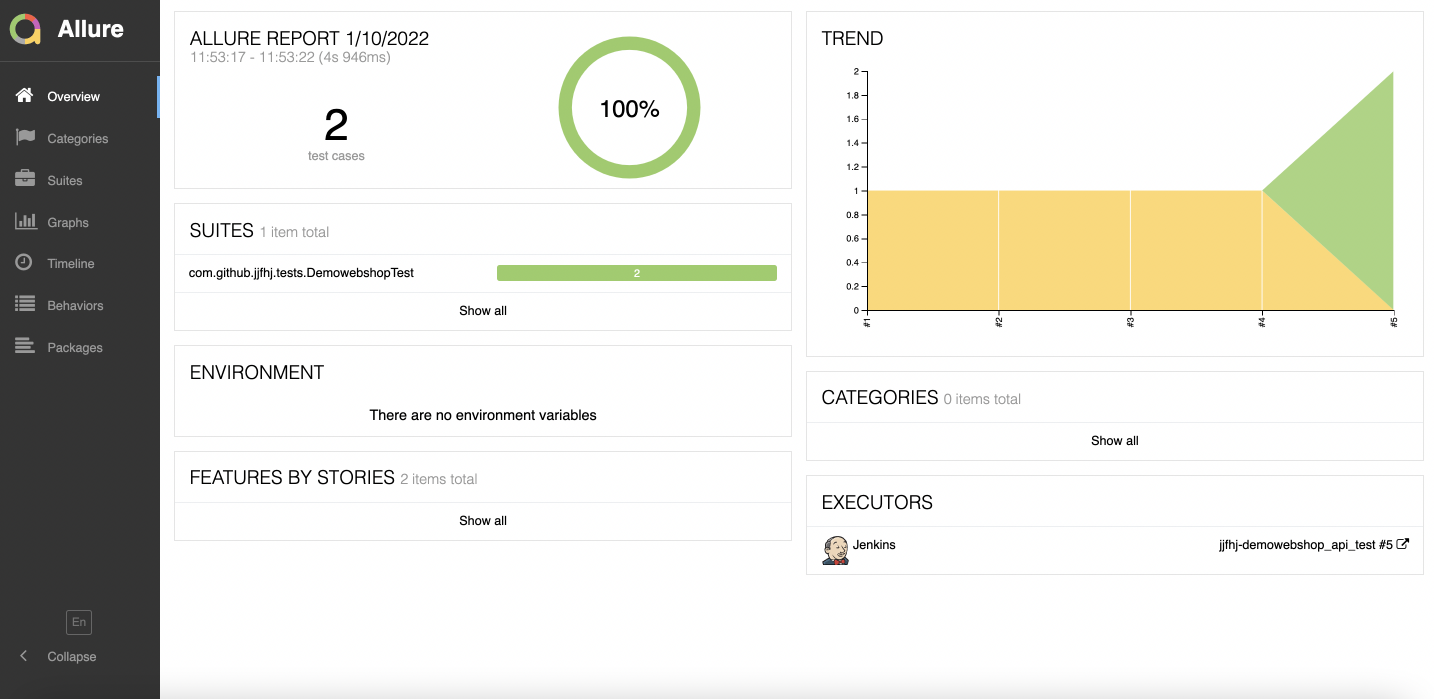 Allure
Overview
Categories
Suites
Graphs
Timeline
Behaviors
Packages
En
Collapse
ALLURE REPORT 1/10/2022
11:53:17 - 11:53:22 (4s 946ms)
2
test cases
100%
SUITES 1 item total
com.github.jjfhj.tests.DemowebshopTest 2
Show all
ENVIRONMENT
There are no environment variables
FEATURES BY STORIES 2 items total
Show all
TREND
2
1.8
1.6
1.4
1.2
1
0.8
0.6
0.4
0.2
0
#1 #2 #3 #4 #5
CATEGORIES 0 items total
Show all
EXECUTORS
Jenkins jjfhj-demowebshop_api_test #5